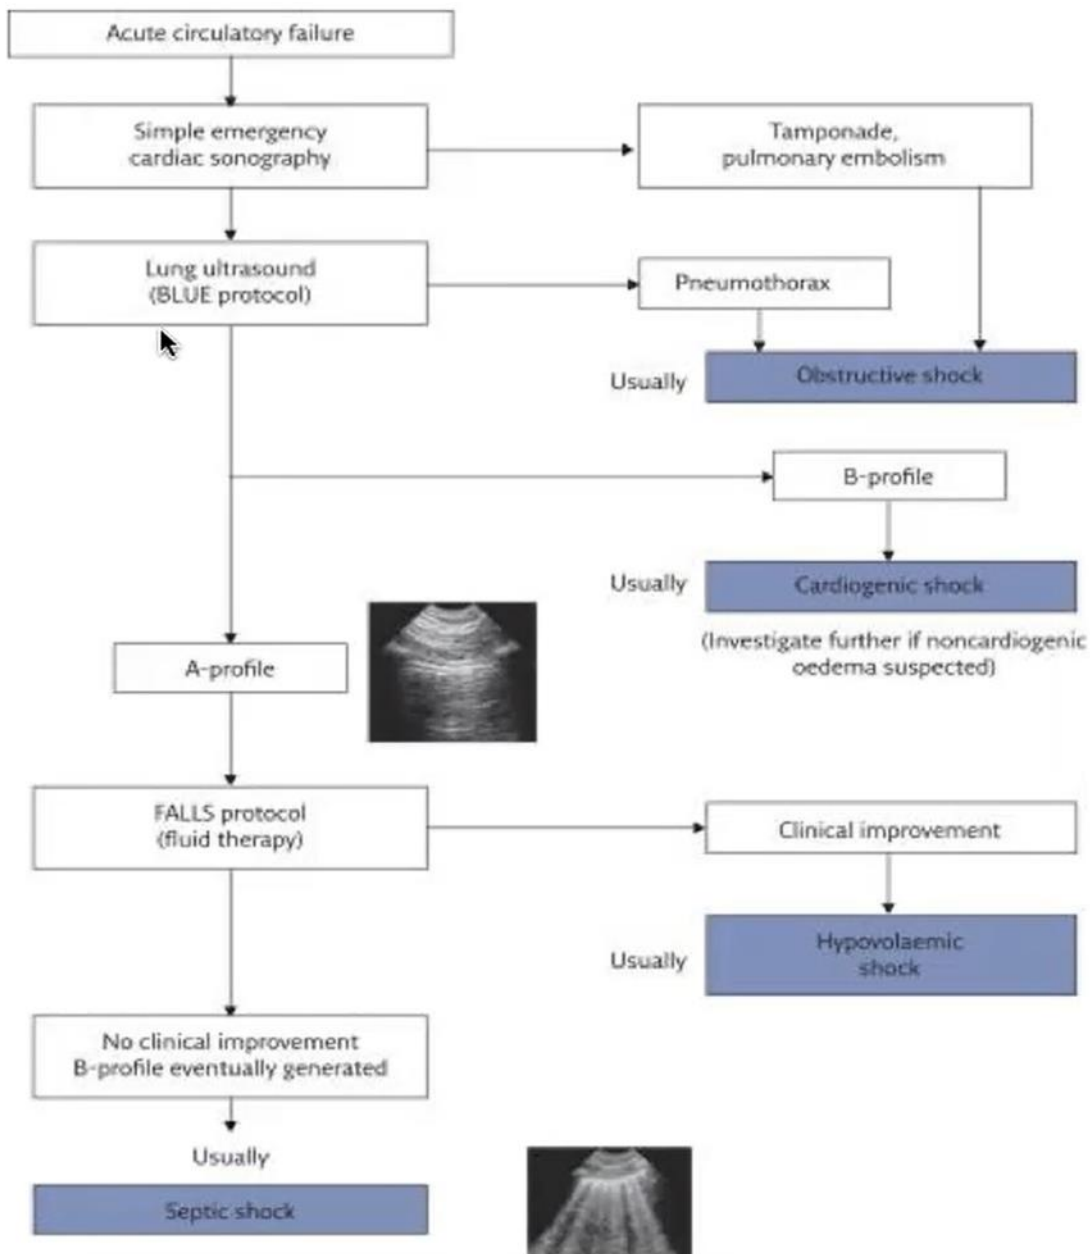 Acute circulatory failure
Simple emergency
cardiac sonography
Tamponade,
pulmonary embolism
Lung ultrasound
(BLUE protocol)
Pneumothorax
Usually
Obstructive shock
B-profile
Usually
Cardiogenic shock
(Investigate further if noncardiogenic
oedema suspected)
A-profile
FALLS protocol
(fluid therapy)
Clinical improvement
Usually
Hypovolaemic
shock
No clinical improvement
B-profile eventually generated
Usually
Septic shock